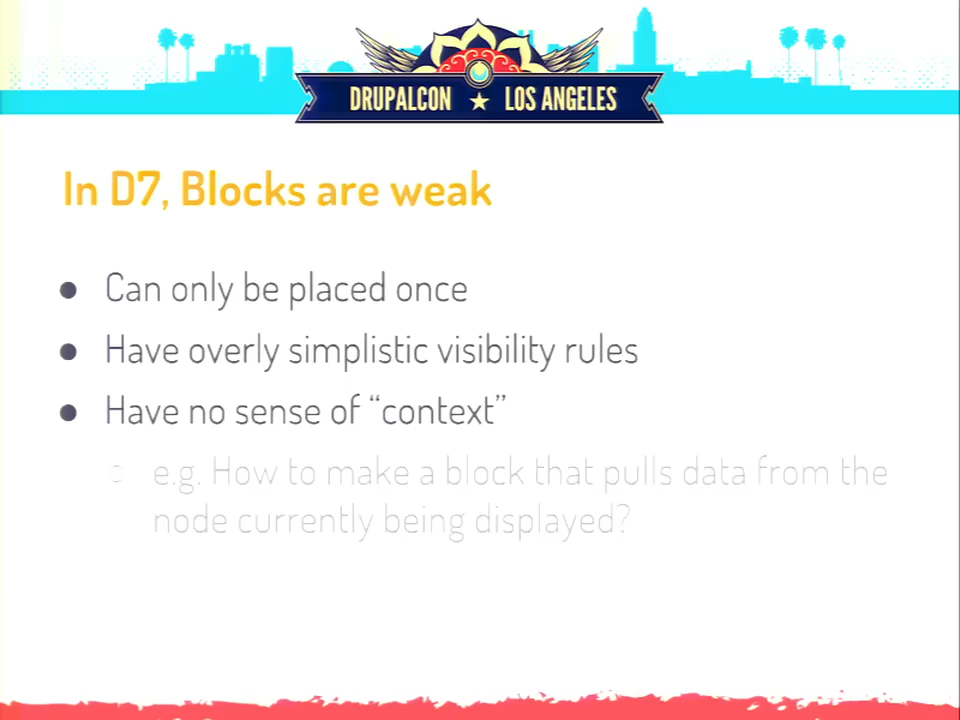 DRUPALCON ★ LOS ANGELES
In D7, Blocks are weak
● Can only be placed once
● Have overly simplistic visibility rules
● Have no sense of “context”
○ e.g. How to make a block that pulls data from the
node currently being displayed?